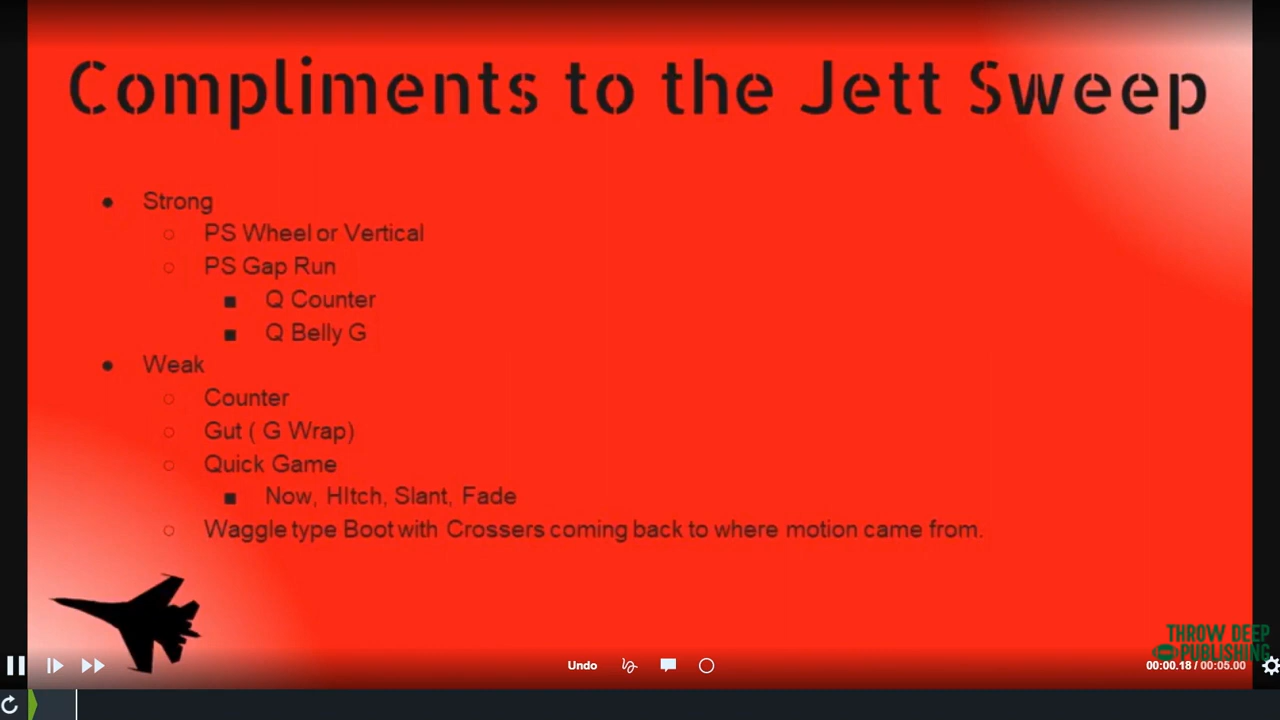 Compliments to the Jett Sweep
● Strong
○ PS Wheel or Vertical
○ PS Gap Run
■ Q Counter
■ Q Belly G
● Weak
○ Counter
○ Gut ( G Wrap)
○ Quick Game
■ Now, HItch, Slant, Fade
○ Waggle type Boot with Crossers coming back to where motion came from.
THROW DEEP
PUBLISHING
Undo
00:00.18 / 00:05.00